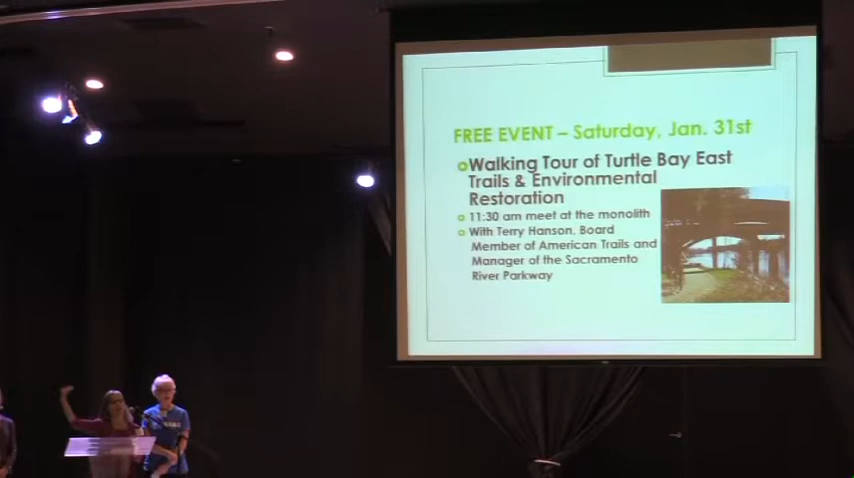 FREE EVENT – Saturday, Jan. 31st
Walking Tour of Turtle Bay East
Trails & Environmental
Restoration
11:30 am meet at the monolith
With Terry Hanson, Board
Member of American Trails and
Manager of the Sacramento
River Parkway